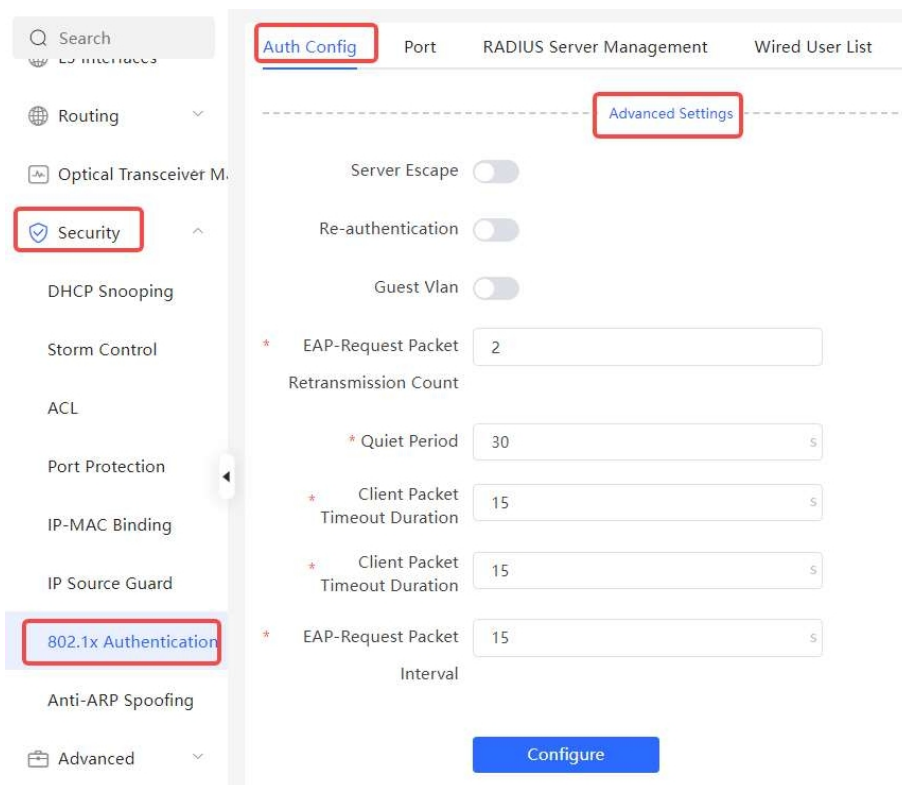 Search
L3 Interfaces
Routing
Optical Transceiver M
Security
DHCP Snooping
Storm Control
ACL
Port Protection
IP-MAC Binding
IP Source Guard
802.1x Authentication
Anti-ARP Spoofing
Advanced
Auth Config
Port
RADIUS Server Management
Wired User List
Advanced Settings
Server Escape
Re-authentication
Guest Vlan
* EAP-Request Packet
Retransmission Count
2
* Quiet Period
30 s
* Client Packet
Timeout Duration
15 s
* Client Packet
Timeout Duration
15 s
* EAP-Request Packet
Interval
15 s
Configure